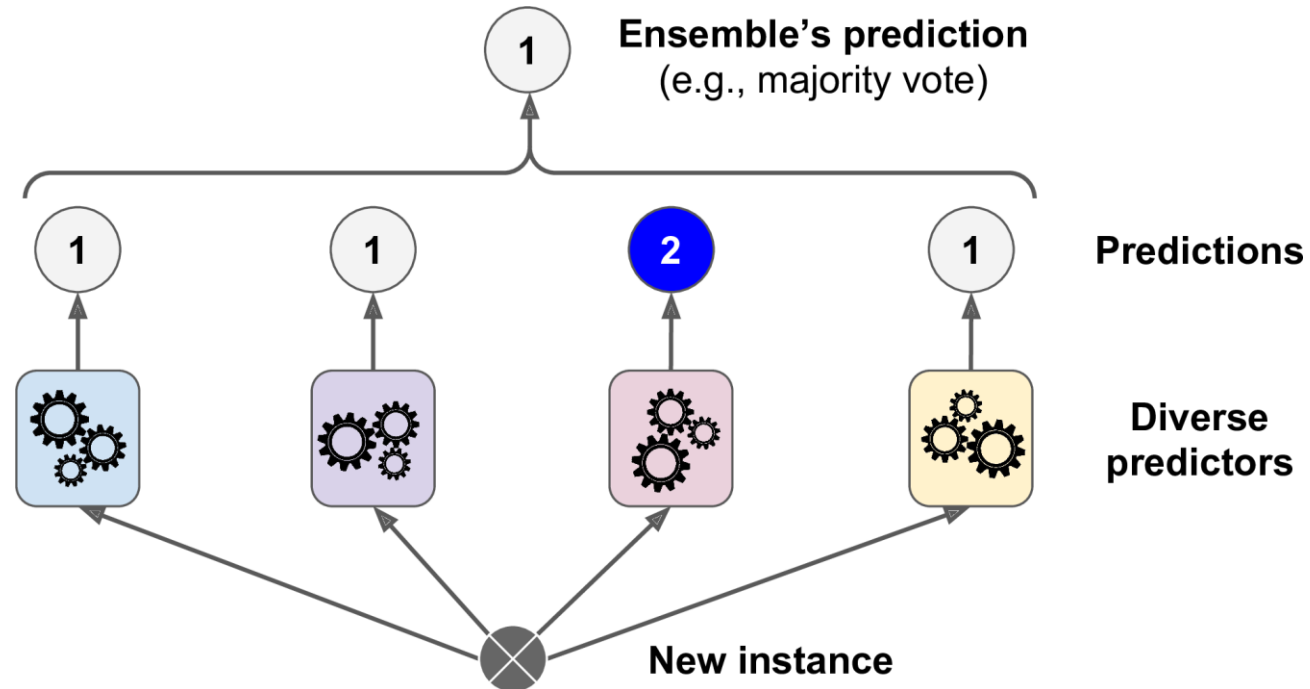 1
Ensemble’s prediction
(e.g., majority vote)
1 1 2 1 Predictions
Diverse
predictors
New instance